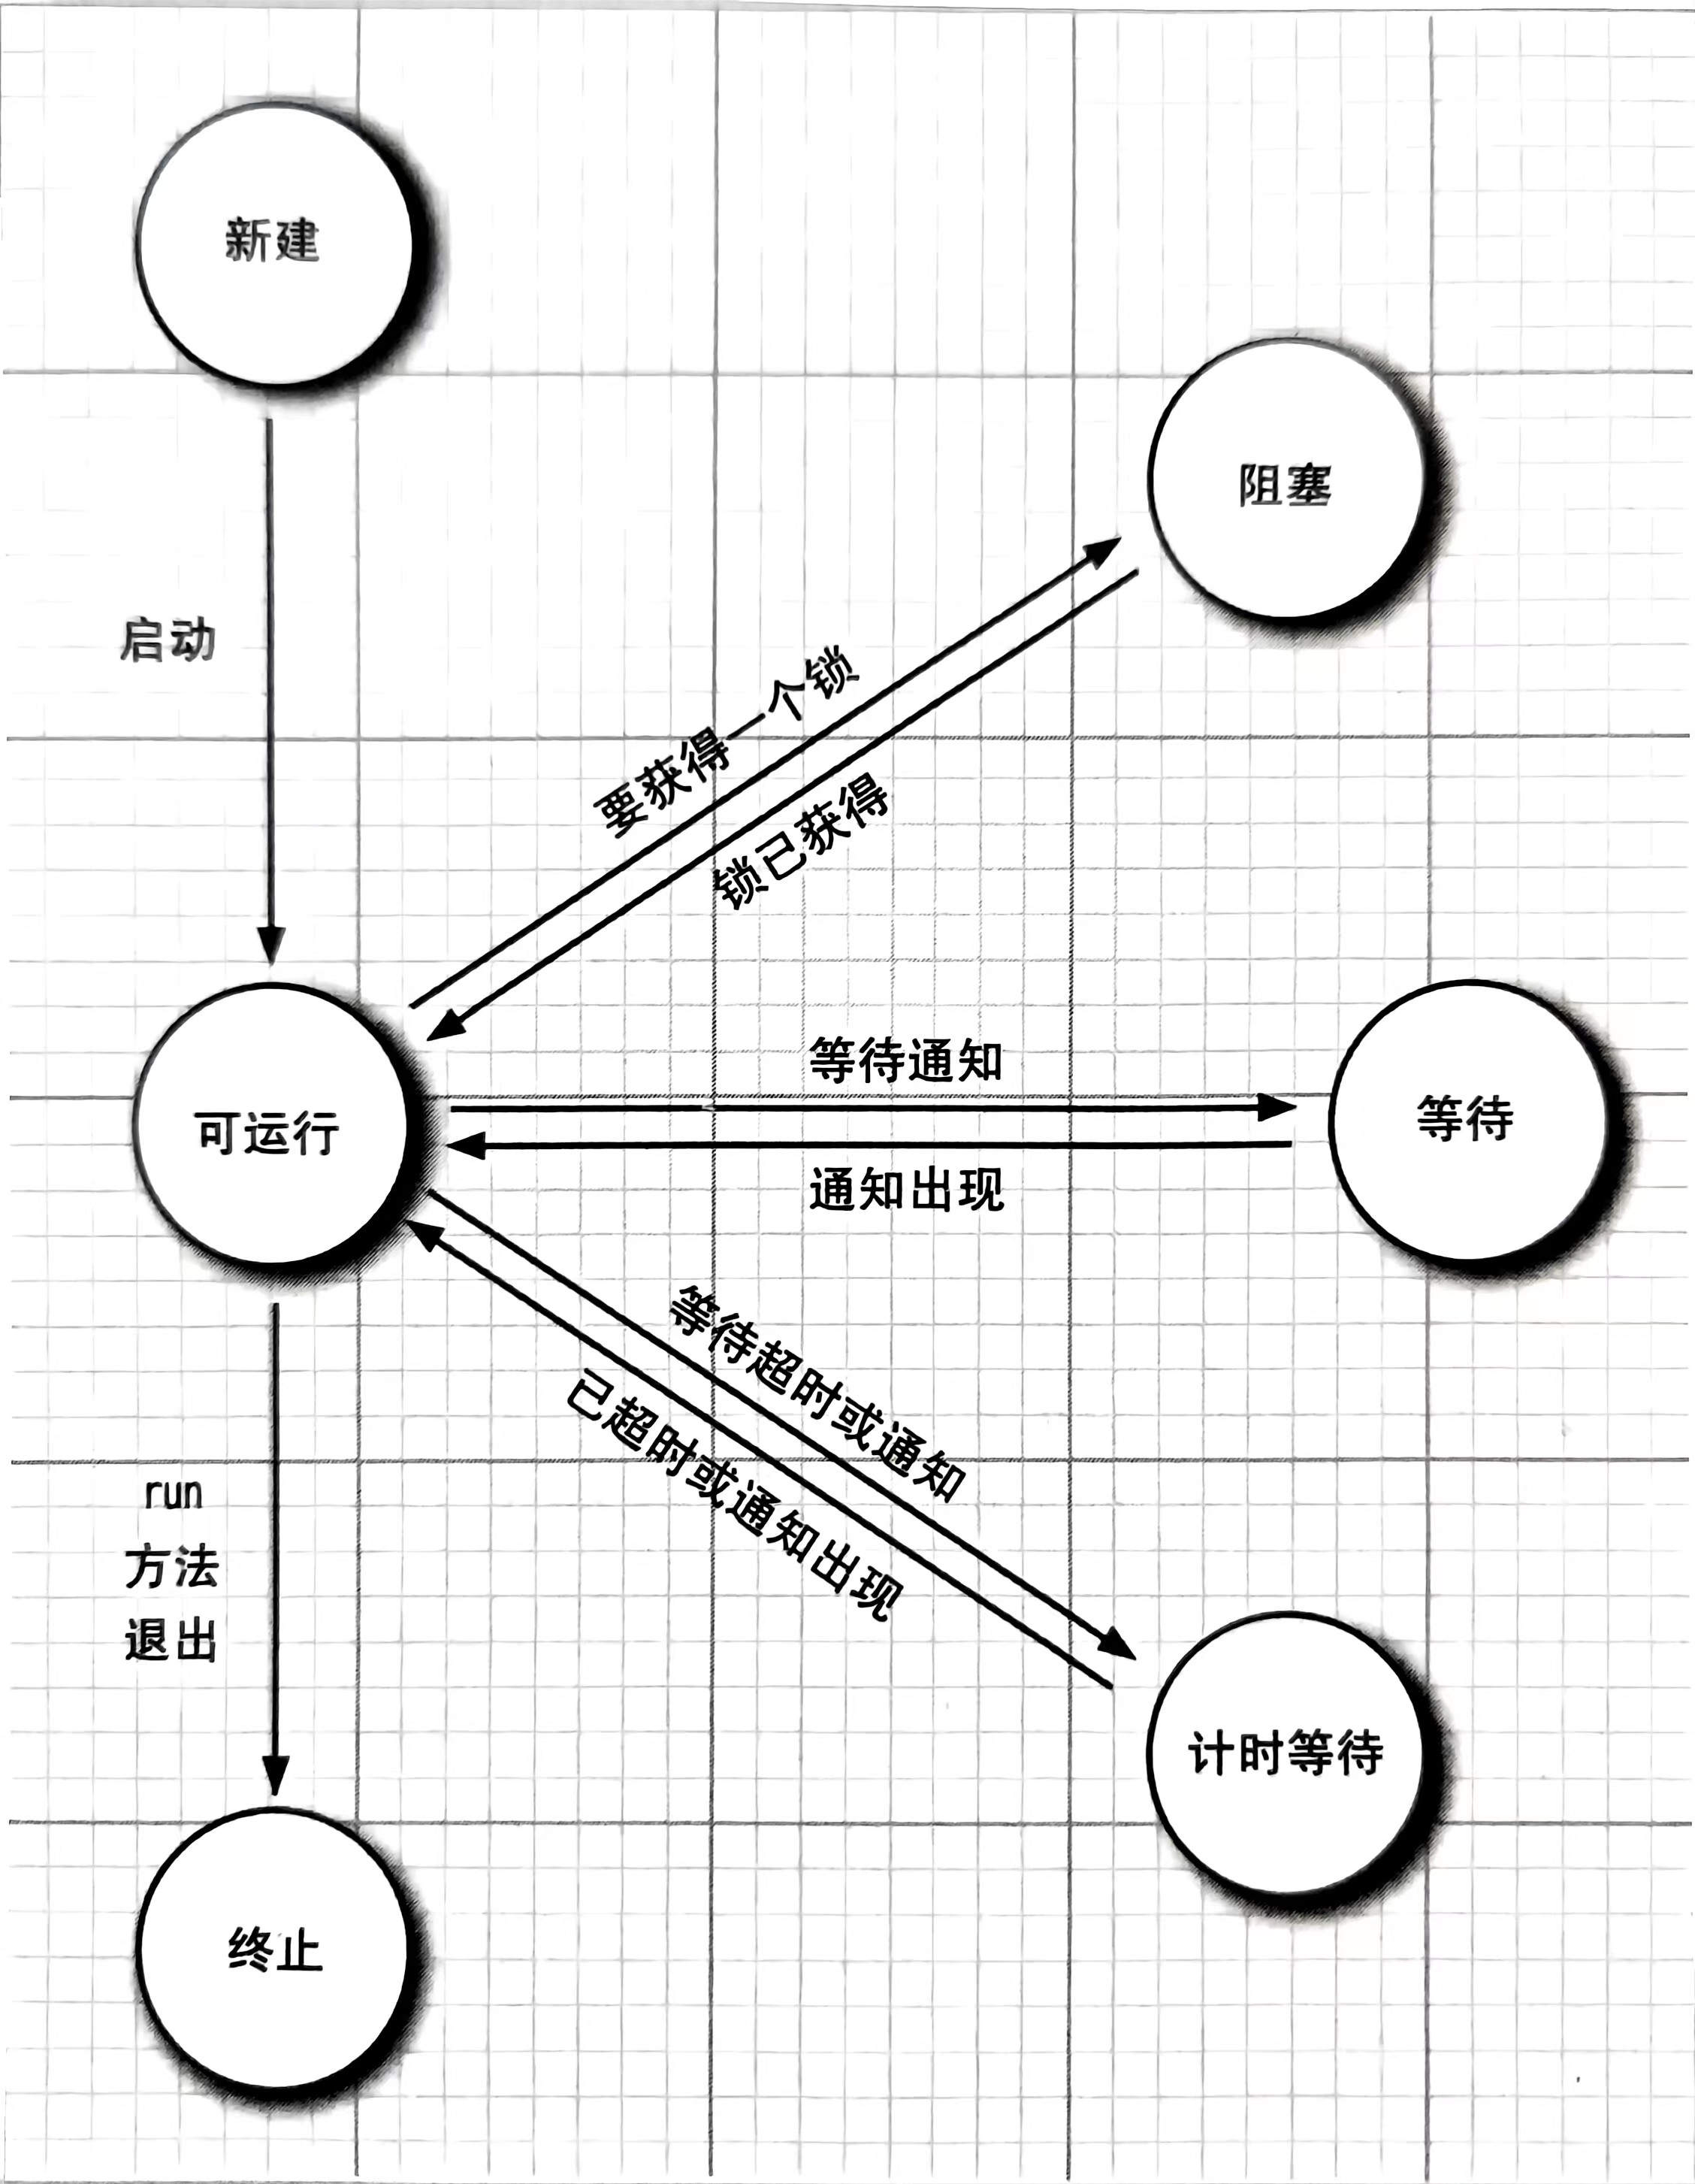 新建
阻塞
启动
要获得一个锁
锁已获得
等待通知
可运行
等待
通知出现
等待超时或通知
已超时或通知出现
run
方法
退出
计时等待
终止